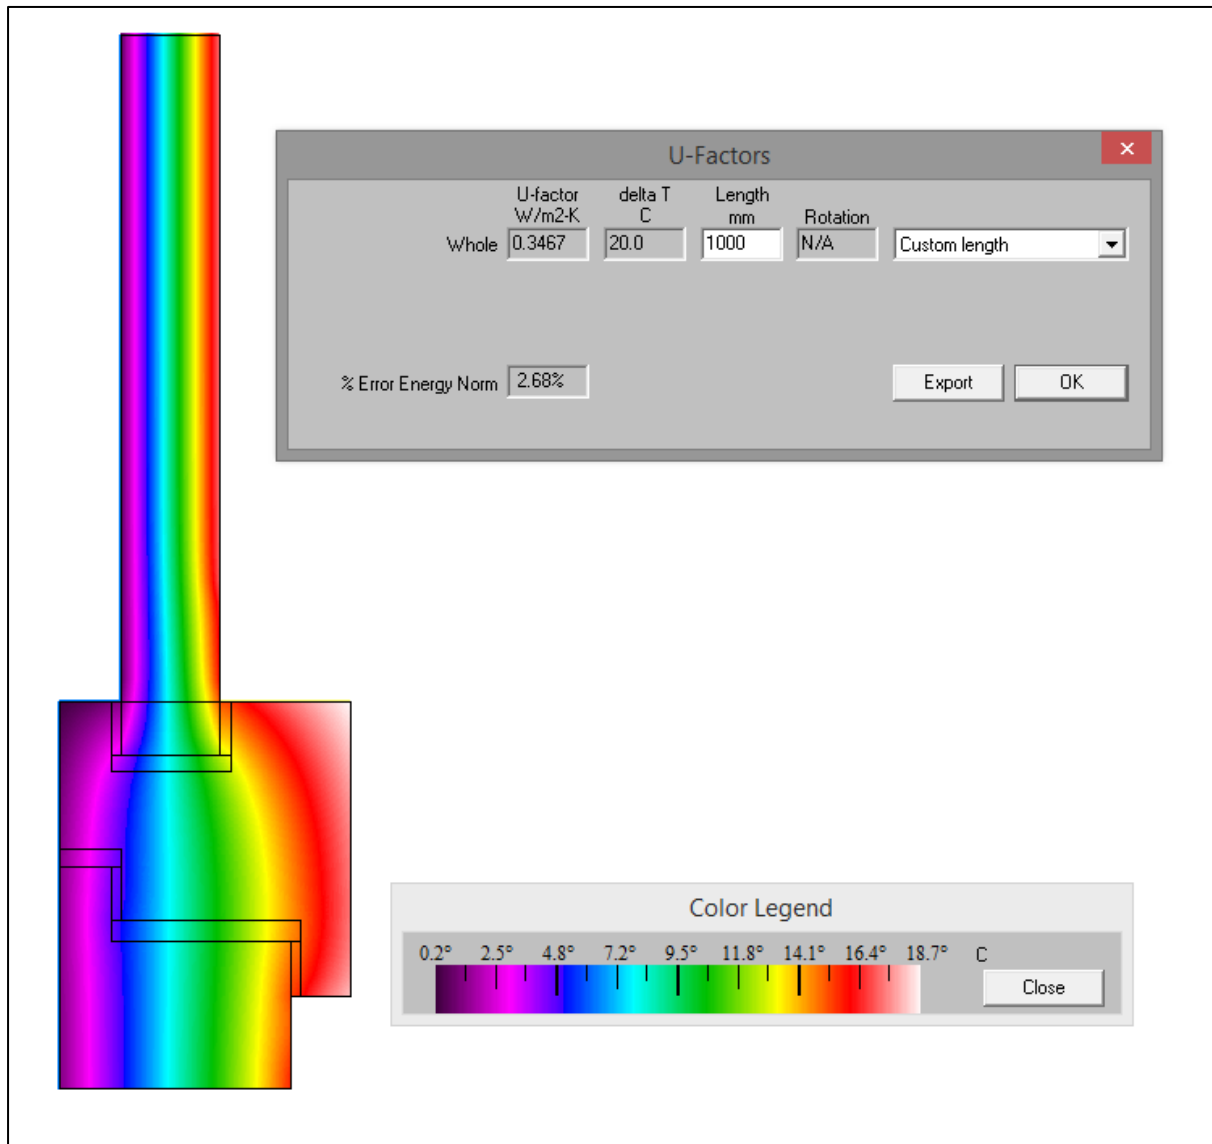 U-Factors
U-factor delta T Length
W/m2-K C mm Rotation
Whole 0.3467 20.0 1000 N/A Custom length
% Error Energy Norm 2.68% Export OK
Color Legend
0.2° 2.5° 4.8° 7.2° 9.5° 11.8° 14.1° 16.4° 18.7° C
Close